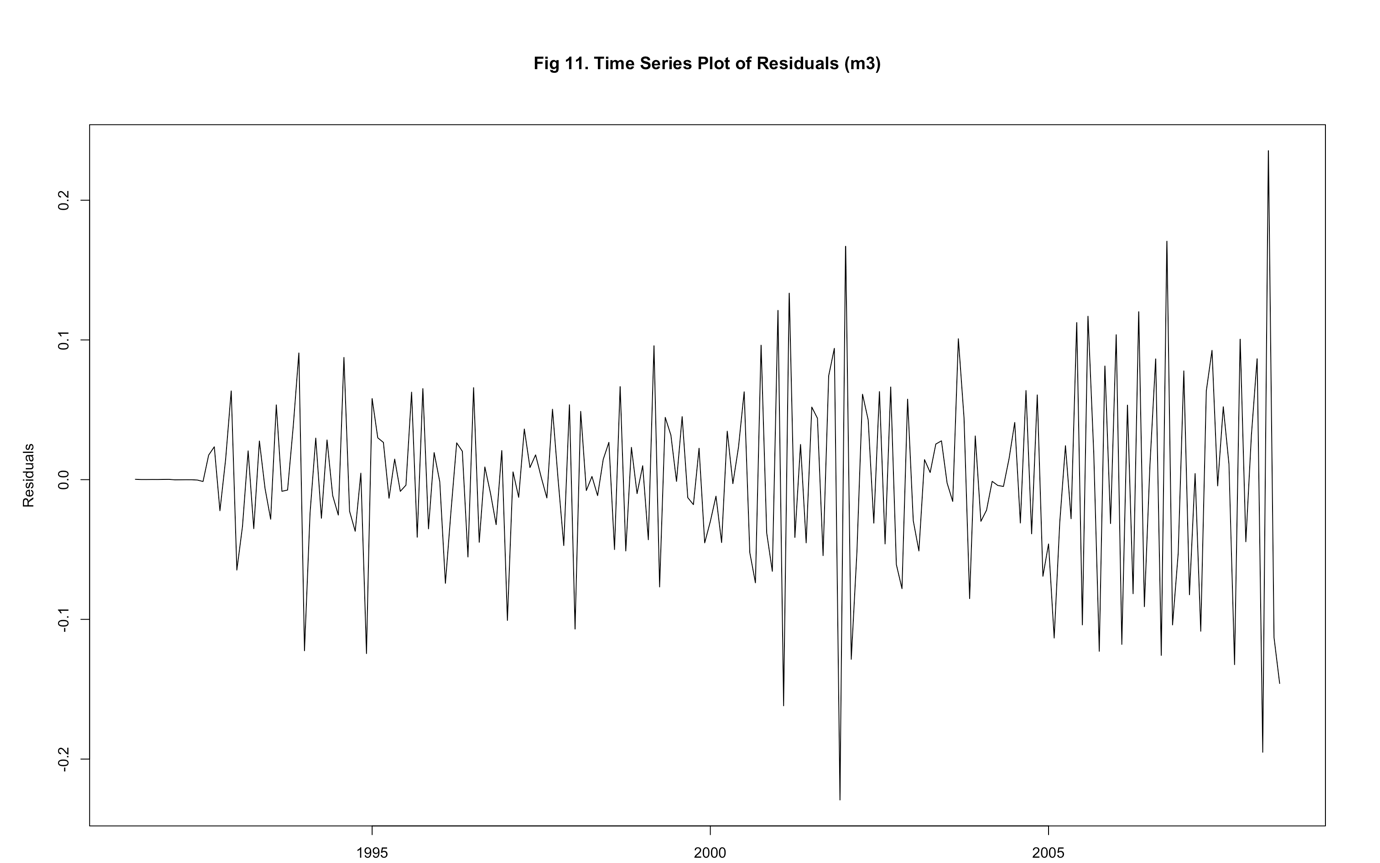 Fig 11. Time Series Plot of Residuals (m3)
Residuals
0.2
0.1
0.0
-0.1
-0.2
1995 2000 2005